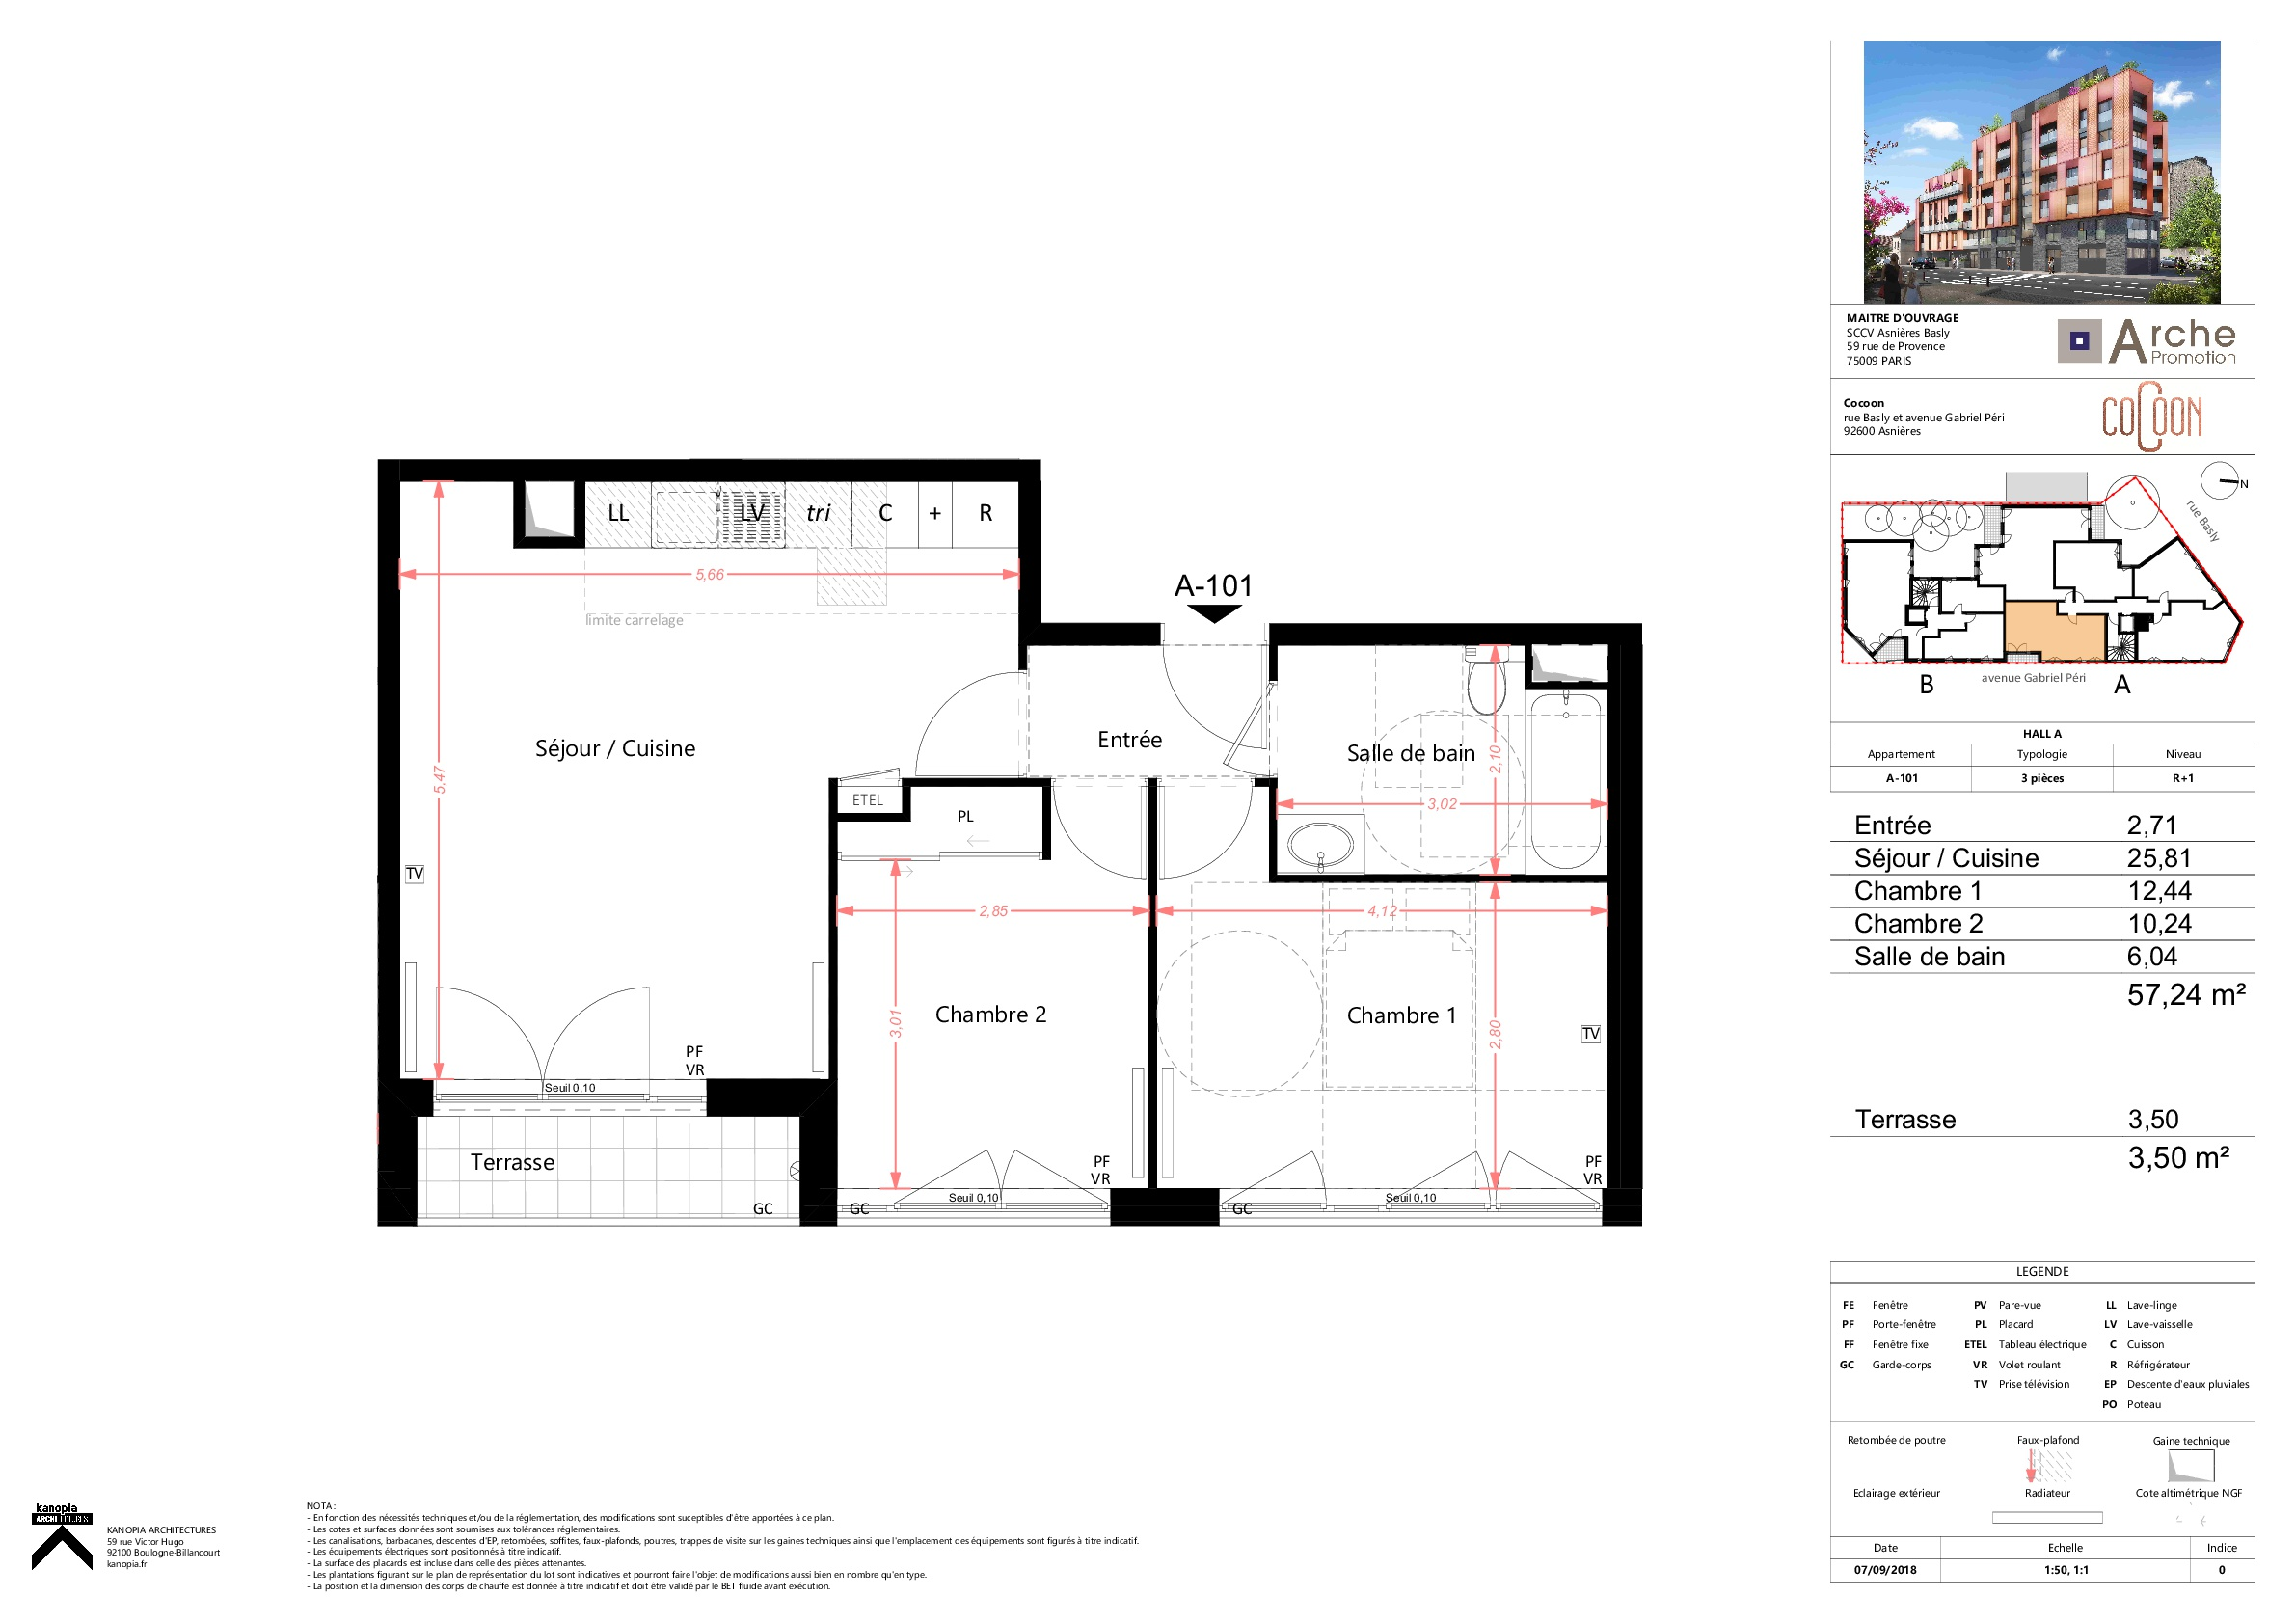 MAITRE D'OUVRAGE
SCCV Asnières Basly
59 rue de Provence
75009 PARIS
Arche
Promotion
Cocoon
rue Basly et avenue Gabriel Péri
92600 Asnières
COCOON
N
rue Basly
B
avenue Gabriel Péri
A
HALL A
Appartement Typologie Niveau
A-101 3 pièces R+1
Entrée 2,71
Séjour / Cuisine 25,81
Chambre 1 12,44
Chambre 2 10,24
Salle de bain 6,04
57,24 m²
Terrasse 3,50
3,50 m²
LL LV tri C + R
5,66
A-101
limite carrelage
Entrée
Séjour / Cuisine
Salle de bain
2,10
5,47
ETEL
PL
3,02
TV
2,85
4,12
Chambre 2
Chambre 1
3,01
2,80
TV
PF
VR
Seuil 0,10
Terrasse
PF
VR
PF
VR
Seuil 0,10
Seuil 0,10
GC
GC
GC
LEGENDE
FE Fenêtre PV Pare-vue LL Lave-linge
PF Porte-fenêtre PL Placard LV Lave-vaisselle
FF Fenêtre fixe ETEL Tableau électrique C Cuisson
GC Garde-corps VR Volet roulant R Réfrigérateur
TV Prise télévision EP Descente d'eaux pluviales
PO Poteau
Retombée de poutre Faux-plafond Gaine technique
Eclairage extérieur Radiateur Cote altimétrique NGF
Date Echelle Indice
07/09/2018 1:50, 1:1 0
kanopia
ARCHITECTURES
KANOPIA ARCHITECTURES
59 rue Victor Hugo
92100 Boulogne-Billancourt
kanopia.fr
NOTA :
- En fonction des nécessités techniques et/ou de la réglementation, des modifications sont suceptibles d'être apportées à ce plan.
- Les cotes et surfaces données sont soumises aux tolérances réglementaires.
- Les canalisations, barbacanes, descentes d'EP, retombées, soffites, faux-plafonds, poutres, trappes de visite sur les gaines techniques ainsi que l'emplacement des équipements sont figurés à titre indicatif.
- Les équipements électriques sont positionnés à titre indicatif.
- La surface des placards est incluse dans celle des pièces attenantes.
- Les plantations figurant sur le plan de représentation du lot sont indicatives et pourront faire l'objet de modifications aussi bien en nombre qu'en type.
- La position et la dimension des corps de chauffe est donnée à titre indicatif et doit être validé par le BET fluide avant exécution.